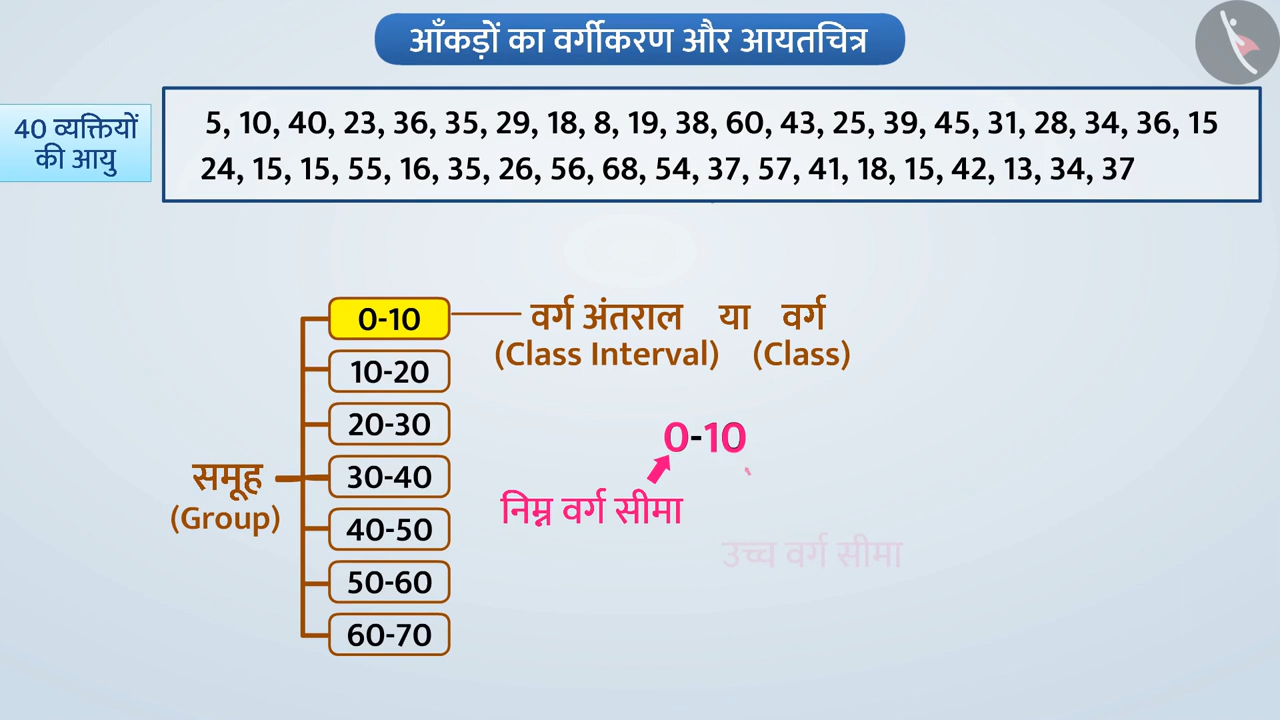 आँकड़ों का वर्गीकरण और आयतचित्र
40 व्यक्तियों
की आयु
5, 10, 40, 23, 36, 35, 29, 18, 8, 19, 38, 60, 43, 25, 39, 45, 31, 28, 34, 36, 15
24, 15, 15, 55, 16, 35, 26, 56, 68, 54, 37, 57, 41, 18, 15, 42, 13, 34, 37
समूह
(Group)
0-10
10-20
20-30
30-40
40-50
50-60
60-70
वर्ग अंतराल या वर्ग
(Class Interval) (Class)
0-10
निम्न वर्ग सीमा
उच्च वर्ग सीमा